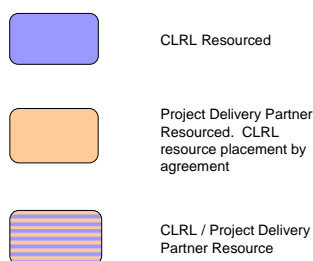 CLRL Resourced
Project Delivery Partner
Resourced.  CLRL
resource placement by
agreement
CLRL / Project Delivery
Partner Resource